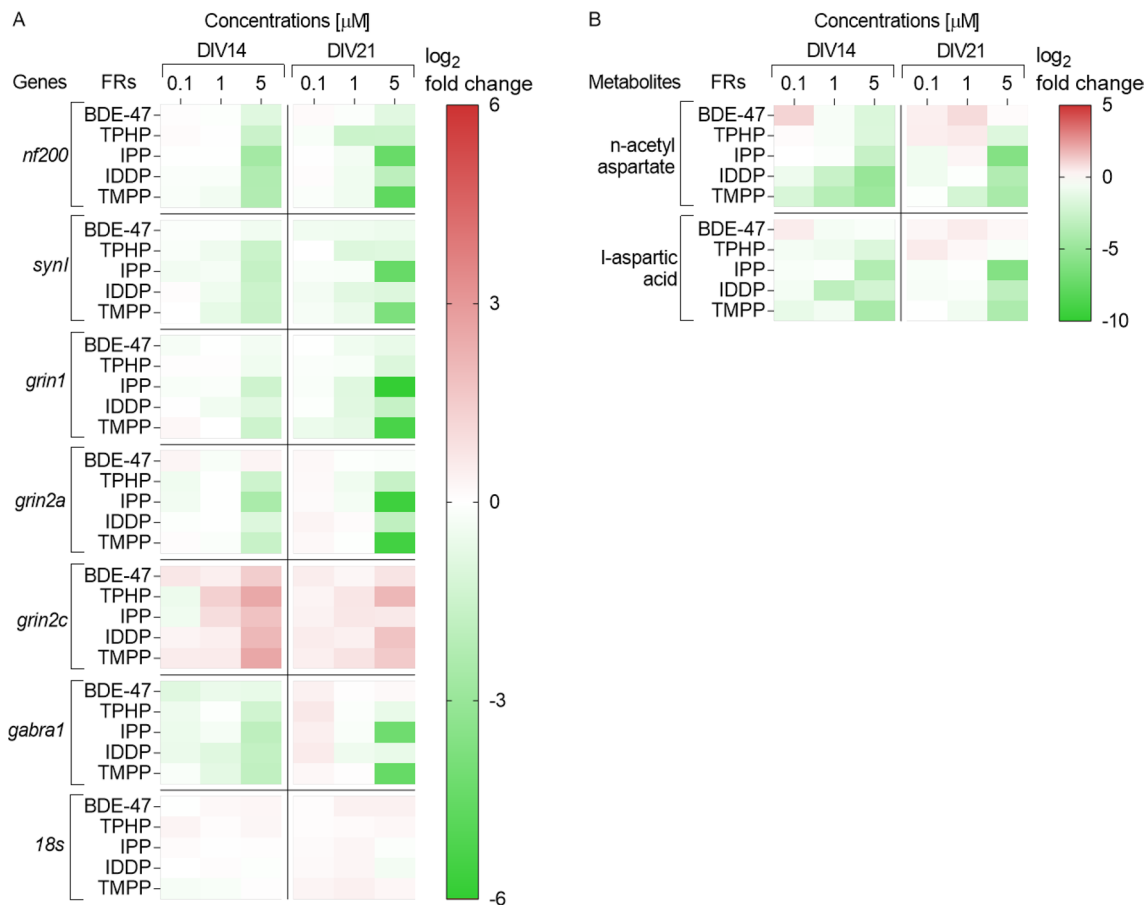 A
Concentrations [μM]
DIV14 DIV21
log2
fold change
Genes FRs 0.1 1 5 0.1 1 5
nf200
BDE-47
TPHP
IPP
IDDP
TMPP
synI
BDE-47
TPHP
IPP
IDDP
TMPP
grin1
BDE-47
TPHP
IPP
IDDP
TMPP
grin2a
BDE-47
TPHP
IPP
IDDP
TMPP
grin2c
BDE-47
TPHP
IPP
IDDP
TMPP
gabra1
BDE-47
TPHP
IPP
IDDP
TMPP
18s
BDE-47
TPHP
IPP
IDDP
TMPP
6
3
0
-3
-6
B
Concentrations [μM]
DIV14 DIV21
log2
fold change
Metabolites FRs 0.1 1 5 0.1 1 5
n-acetyl
aspartate
BDE-47
TPHP
IPP
IDDP
TMPP
l-aspartic
acid
BDE-47
TPHP
IPP
IDDP
TMPP
5
0
-5
-10